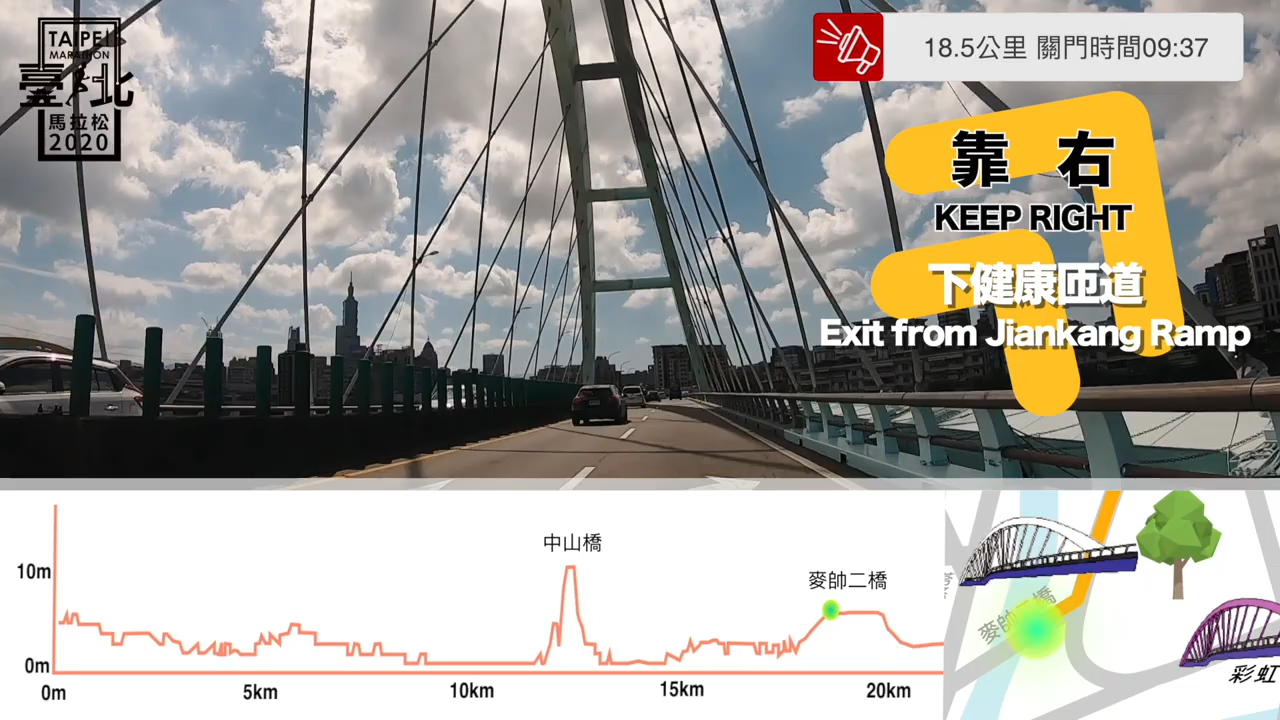 TAIPEI
MARATHON
臺北
馬拉松
2020
18.5公里 關門時間09:37
靠 右
KEEP RIGHT
下健康匝道
Exit from Jiankang Ramp
中山橋
麥帥二橋
10m
0m
0m
5km
10km
15km
20km
麥帥二橋
彩虹